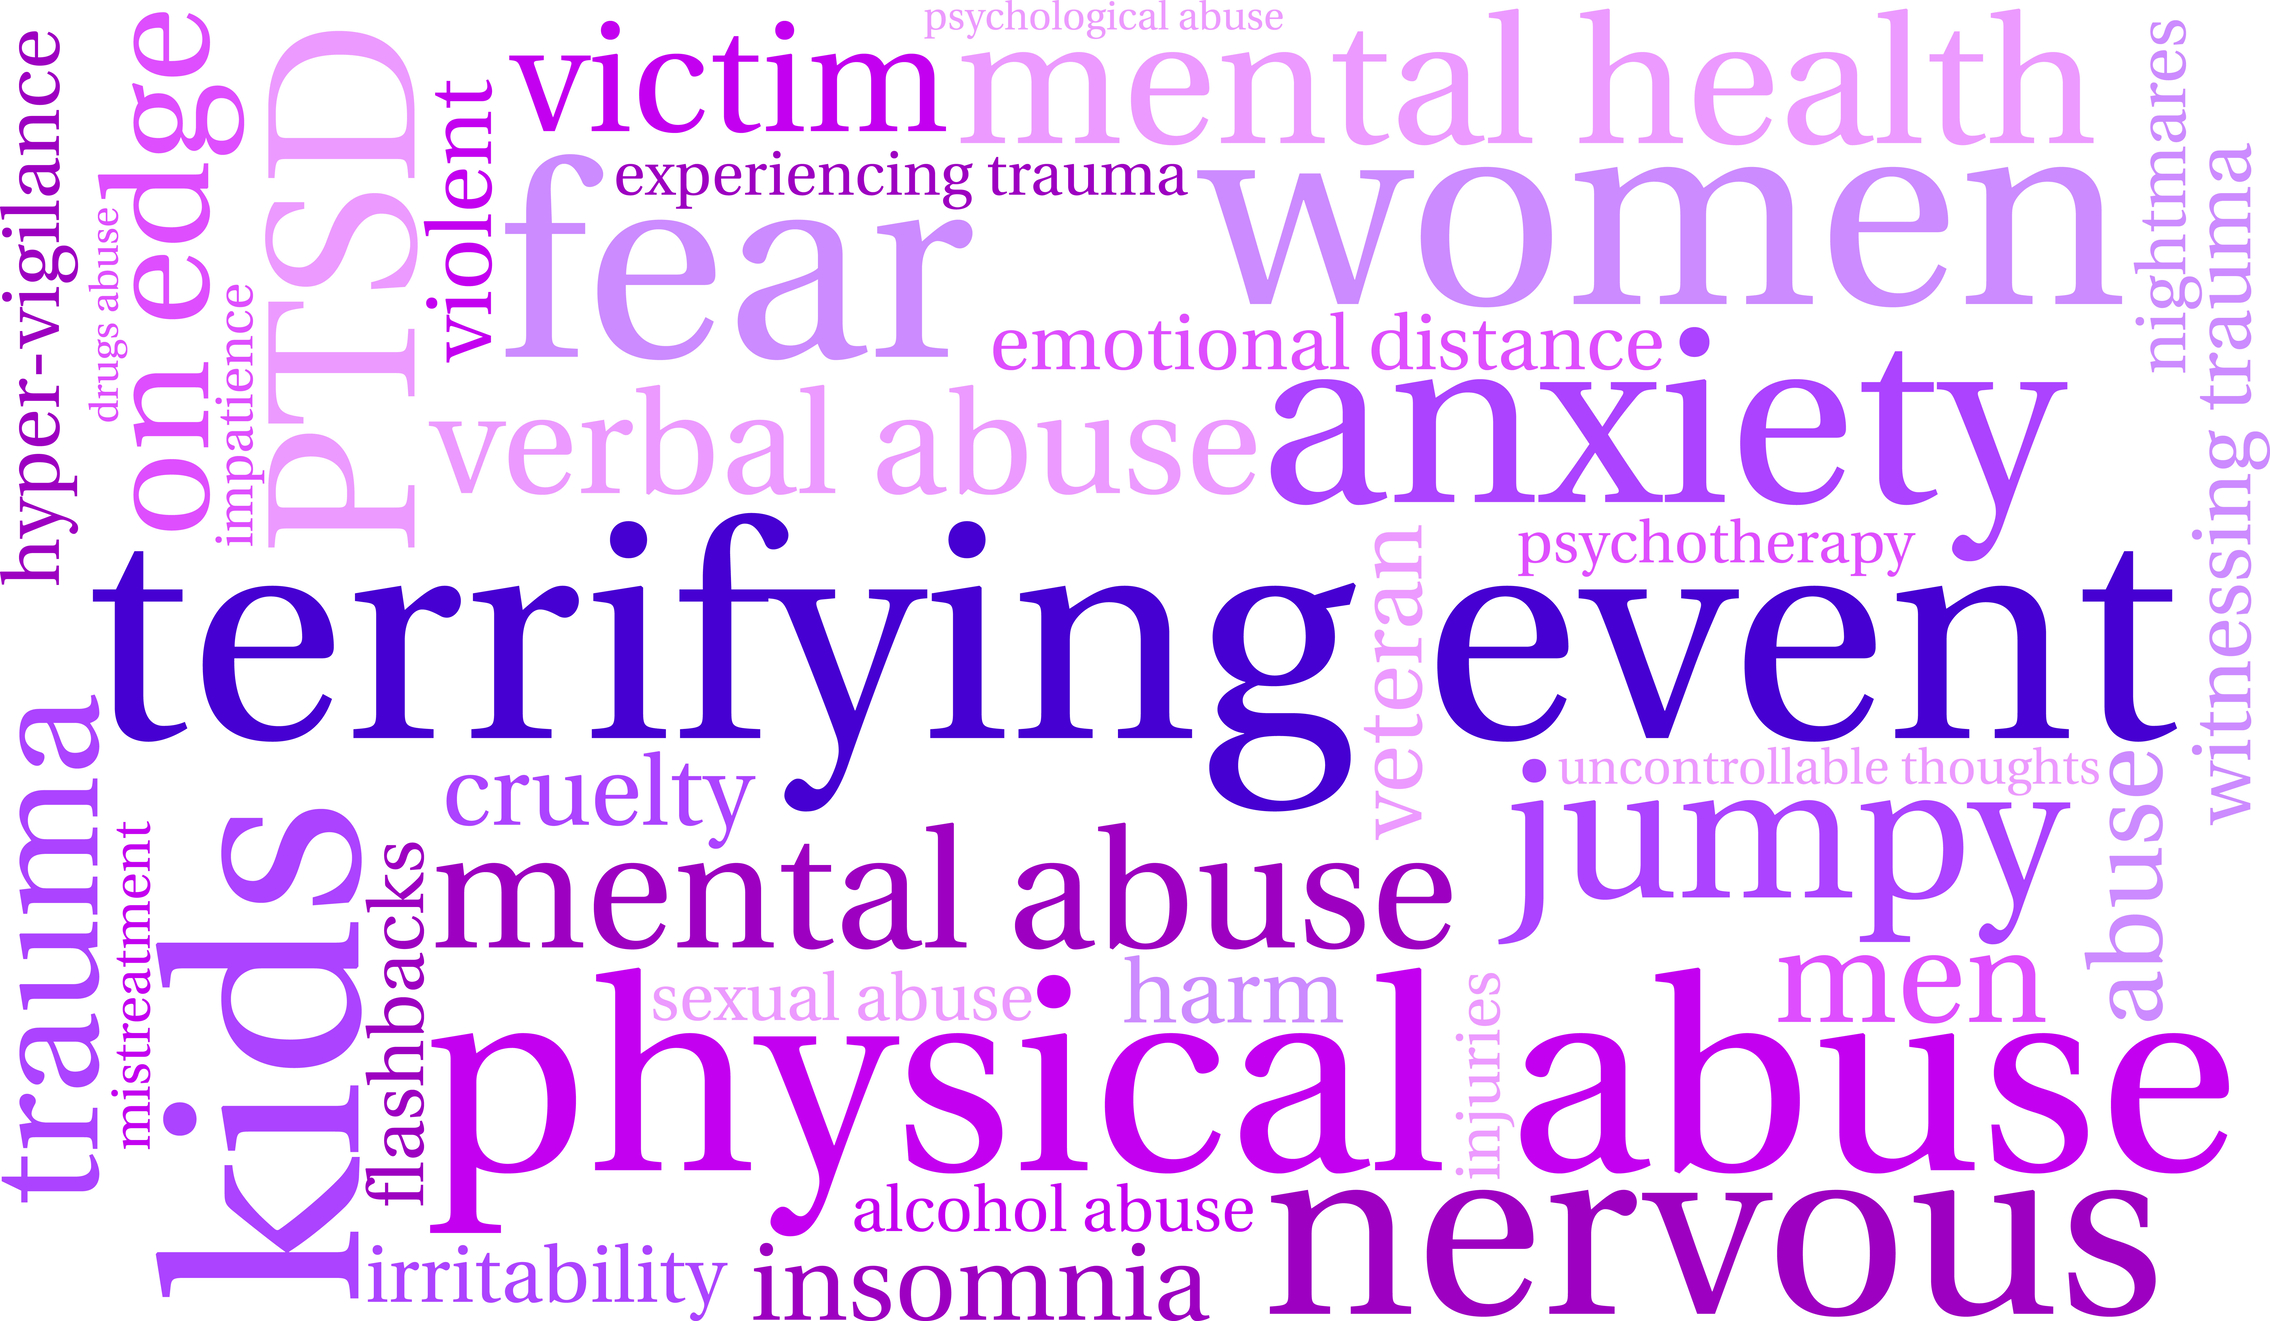 psychological abuse
victim
mental health
hyper-vigilance
on edge
PTSD
violent
nightmares
experiencing trauma
fear
women
drugs abuse
impatience
witnessing trauma
emotional distance
verbal abuse
anxiety
psychotherapy
terrifying event
veteran
trauma
cruelty
uncontrollable thoughts
jumpy
abuse
mistreatment
kids
flashbacks
mental abuse
sexual abuse
harm
injuries
men
physical abuse
alcohol abuse
nervous
irritability
insomnia